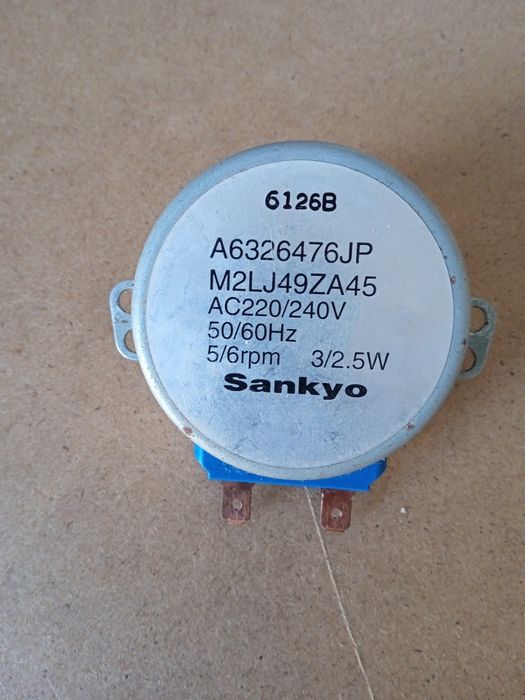 6126B
A6326476JP
M2LJ49ZA45
AC220/240V
50/60Hz
5/6rpm 3/2.5W
Sankyo